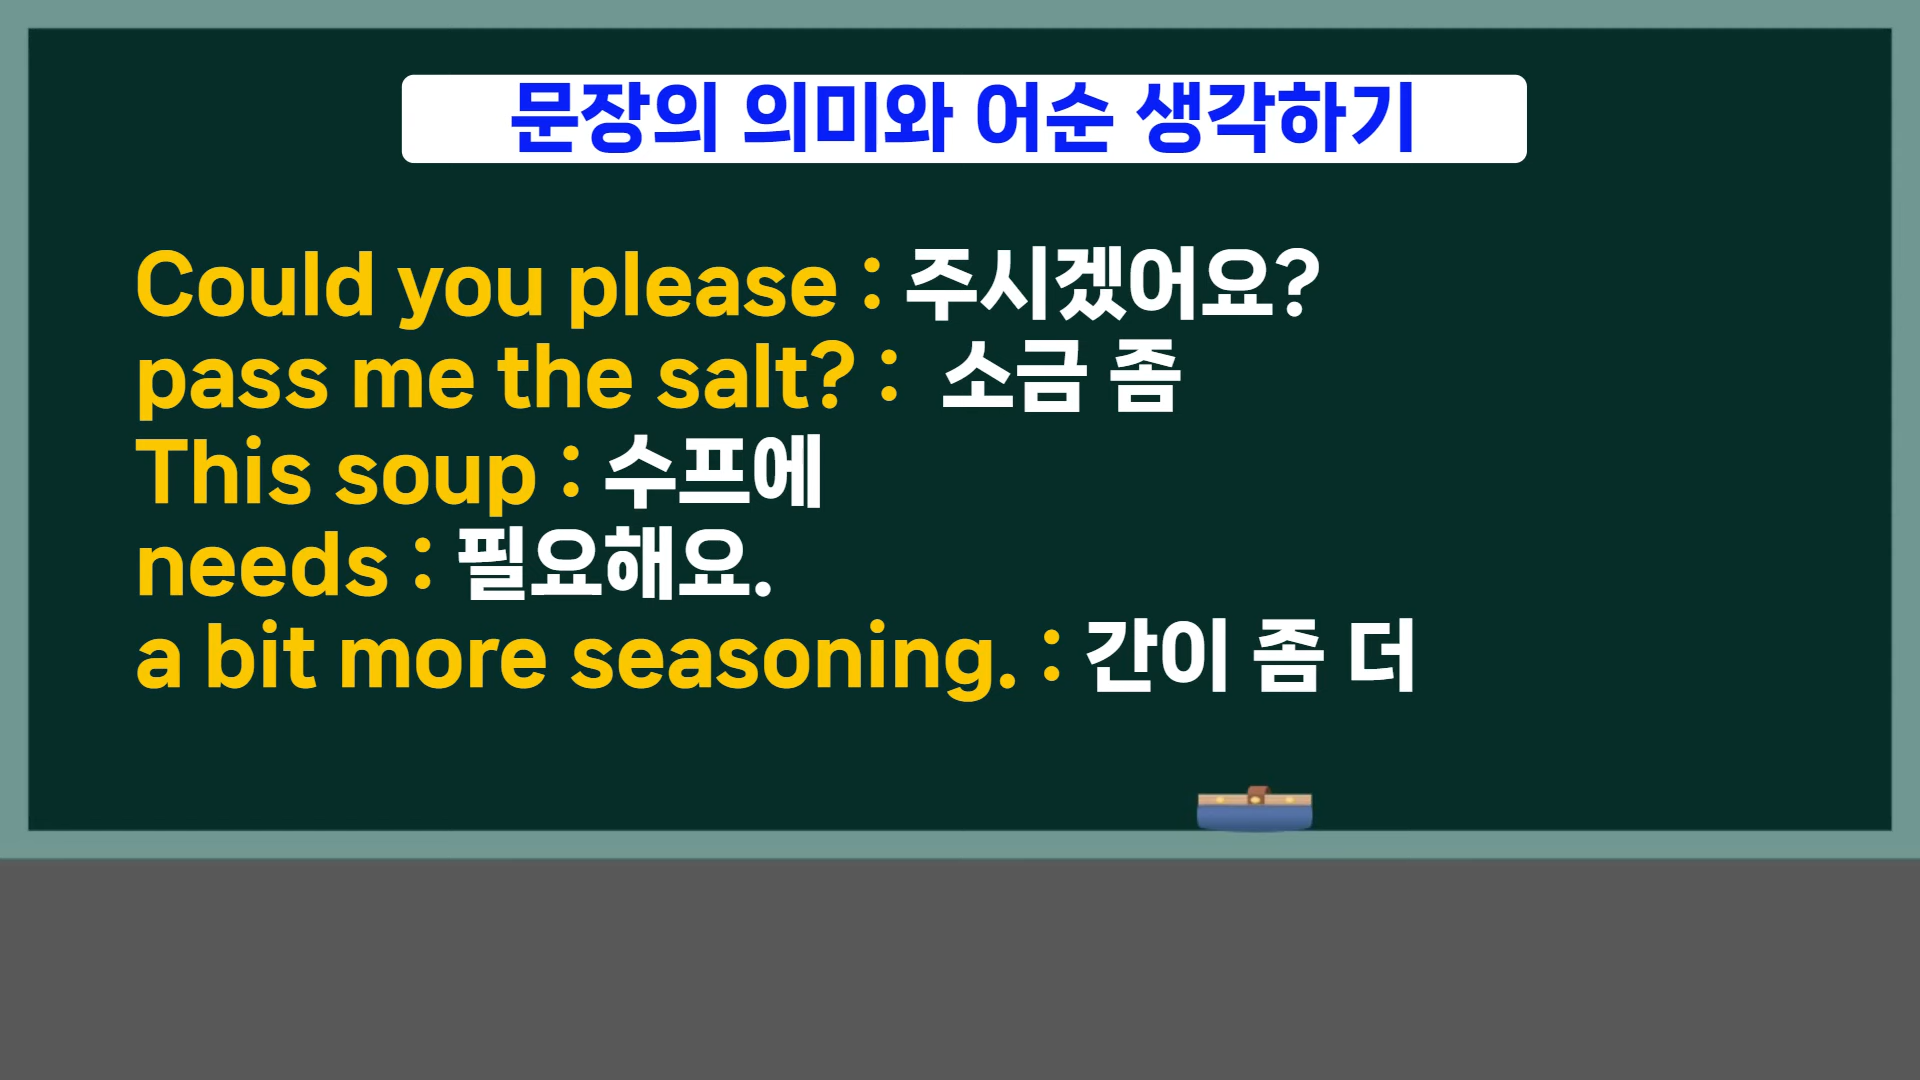 문장의 의미와 어순 생각하기
Could you please : 주시겠어요?
pass me the salt? : 소금 좀
This soup : 수프에
needs : 필요해요.
a bit more seasoning. : 간이 좀 더